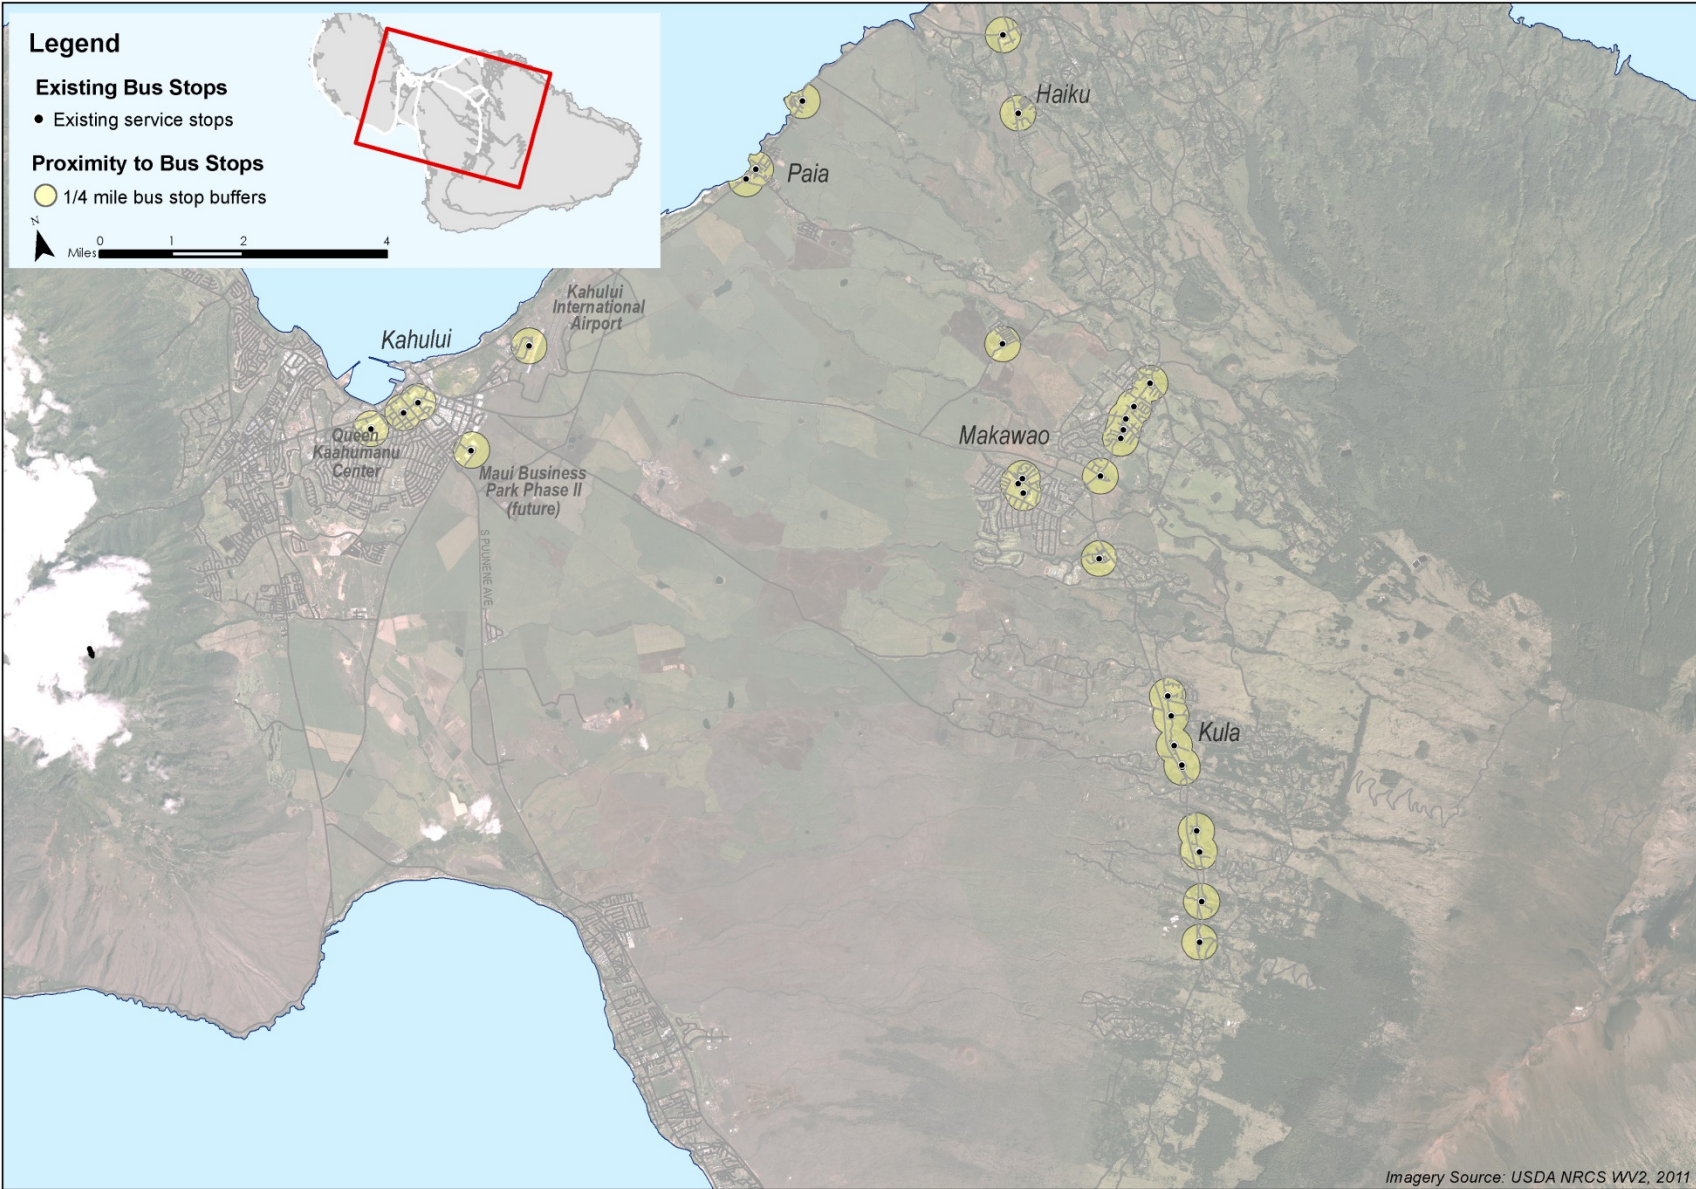 Legend
Existing Bus Stops
Existing service stops
Proximity to Bus Stops
1/4 mile bus stop buffers
N
Miles
0 1 2 4
Haiku
Paia
Kahului
International
Airport
Kahului
Queen
Kaahumanu
Center
Maui Business
Park Phase II
(future)
S PUUNENE AVE
Makawao
Kula
Imagery Source: USDA NRCS WV2, 2011